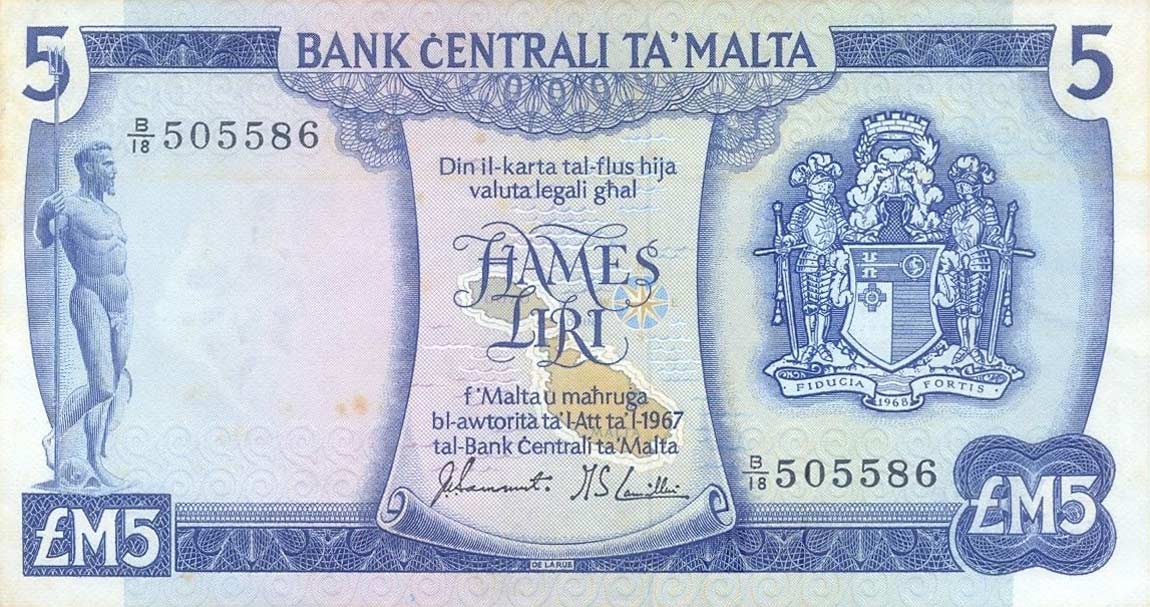 5
BANK ĊENTRALI TA' MALTA
5
B/18 505586
Din il-karta tal-flus hija
valuta legali għal
ĦAMES
LIRI
f'Malta u maħruġa
bl-awtorità ta'l-Att ta'l-1967
tal-Bank Ċentrali ta'Malta
FIDUCIA 1968 FORTIS
B/18 505586
£M5
£M5
DE LA RUE